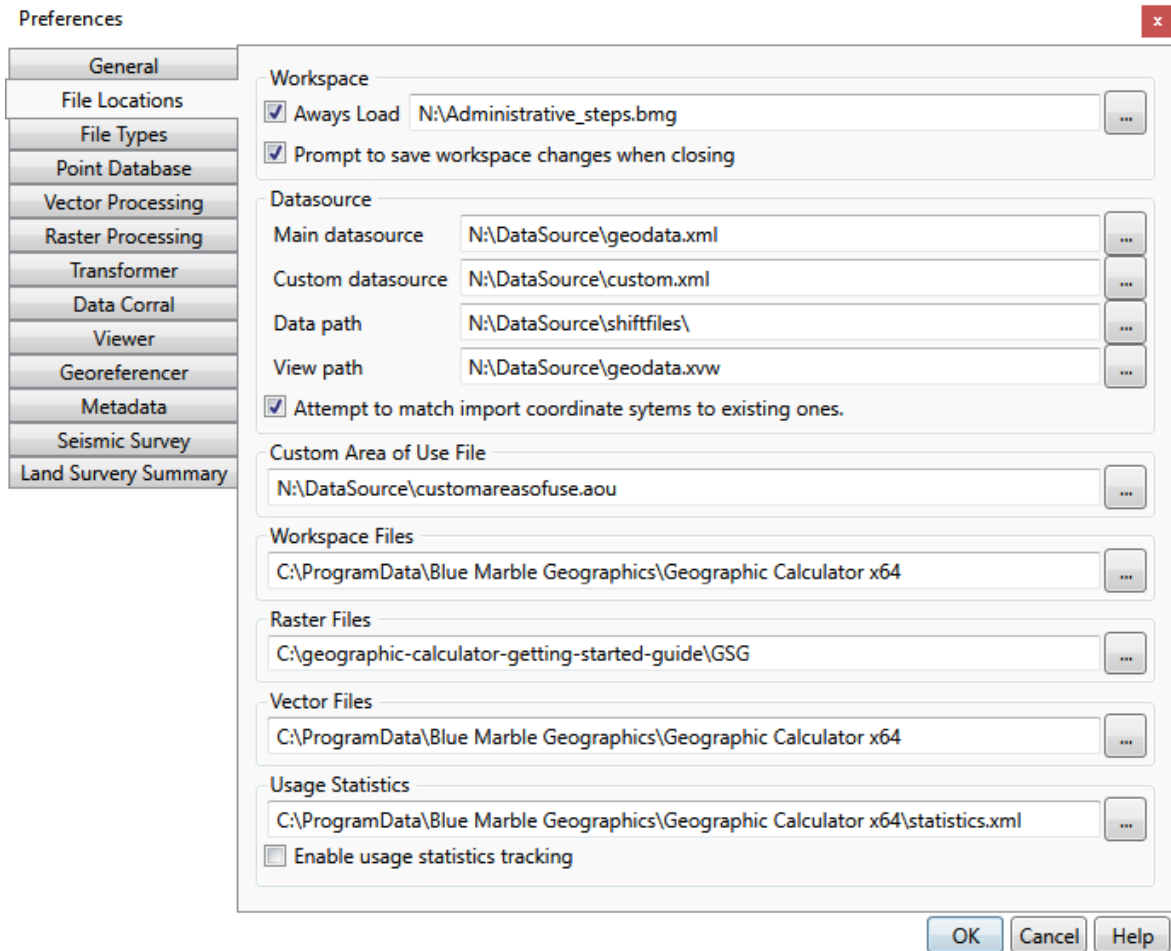 Preferences
x
General
File Locations
File Types
Point Database
Vector Processing
Raster Processing
Transformer
Data Corral
Viewer
Georeferencer
Metadata
Seismic Survey
Land Survery Summary
Workspace
Aways Load N:\Administrative_steps.bmg ...
Prompt to save workspace changes when closing
Datasource
Main datasource N:\DataSource\geodata.xml ...
Custom datasource N:\DataSource\custom.xml ...
Data path N:\DataSource\shiftfiles\ ...
View path N:\DataSource\geodata.xvw ...
Attempt to match import coordinate sytems to existing ones.
Custom Area of Use File
N:\DataSource\customareasofuse.aou ...
Workspace Files
C:\ProgramData\Blue Marble Geographics\Geographic Calculator x64 ...
Raster Files
C:\geographic-calculator-getting-started-guide\GSG ...
Vector Files
C:\ProgramData\Blue Marble Geographics\Geographic Calculator x64 ...
Usage Statistics
C:\ProgramData\Blue Marble Geographics\Geographic Calculator x64\statistics.xml ...
Enable usage statistics tracking
OK Cancel Help